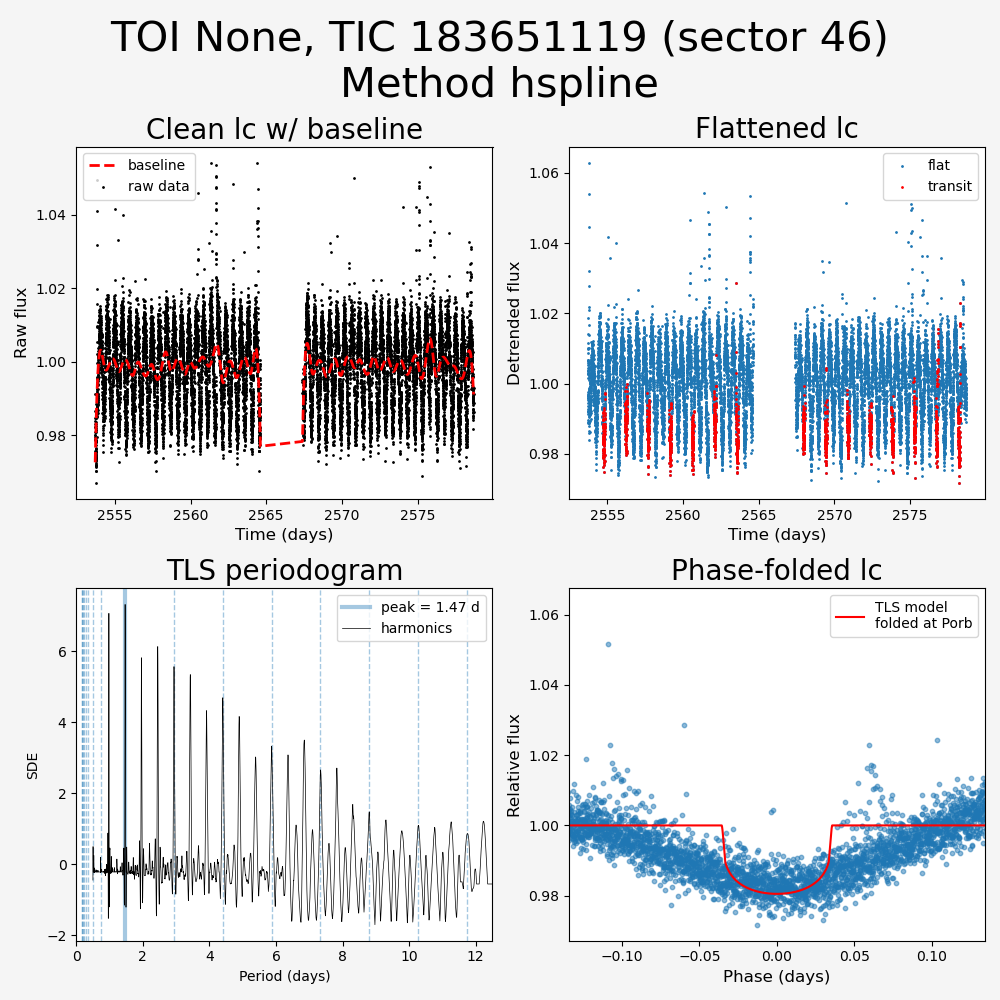 TOI None, TIC 183651119 (sector 46)
Method hspline
Clean lc w/ baseline
baseline
raw data
1.04
1.02
1.00
0.98
Raw flux
2555
2560
2565
2570
2575
Time (days)
Flattened lc
flat
transit
1.06
1.04
1.02
1.00
0.98
Detrended flux
2555
2560
2565
2570
2575
Time (days)
TLS periodogram
peak = 1.47 d
harmonics
6
4
2
0
−2
SDE
0
2
4
6
8
10
12
Period (days)
Phase-folded lc
TLS model
folded at Porb
1.06
1.04
1.02
1.00
0.98
Relative flux
−0.10
−0.05
0.00
0.05
0.10
Phase (days)